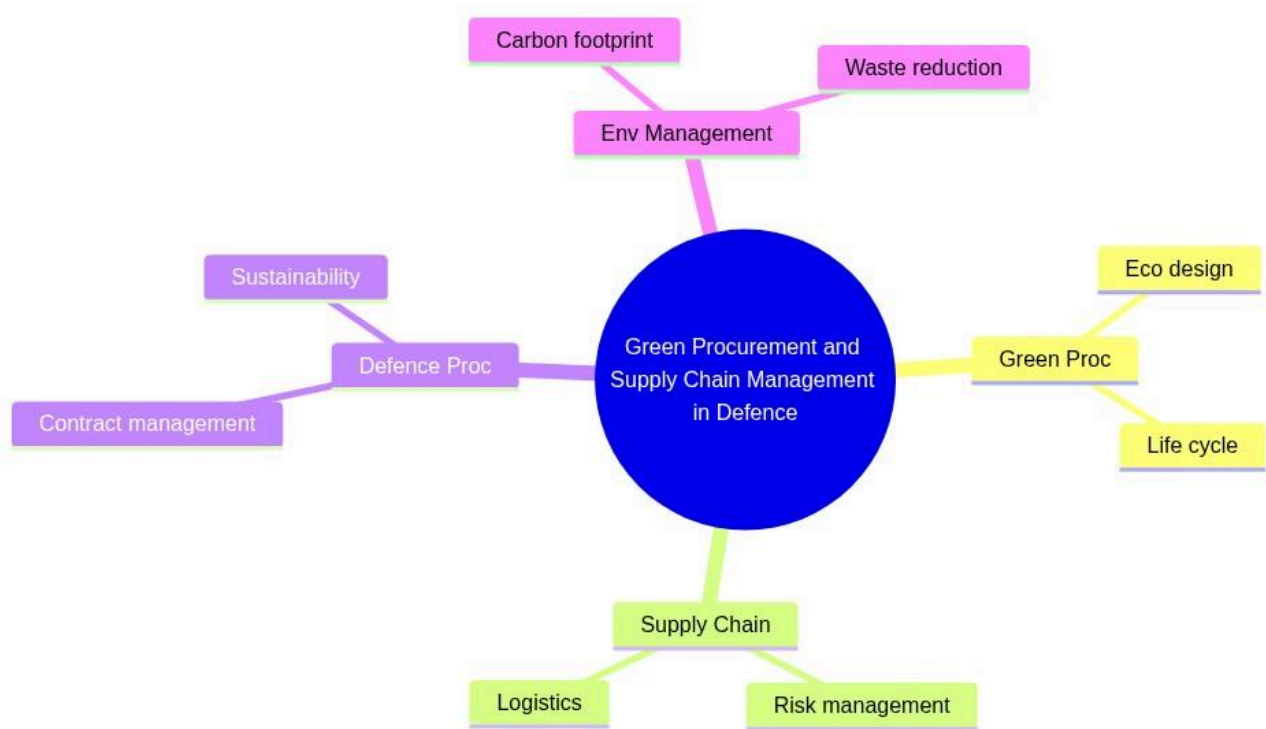 Carbon footprint
Waste reduction
Env Management
Sustainability
Defence Proc
Contract management
Green Procurement and
Supply Chain Management
in Defence
Eco design
Green Proc
Life cycle
Supply Chain
Logistics
Risk management